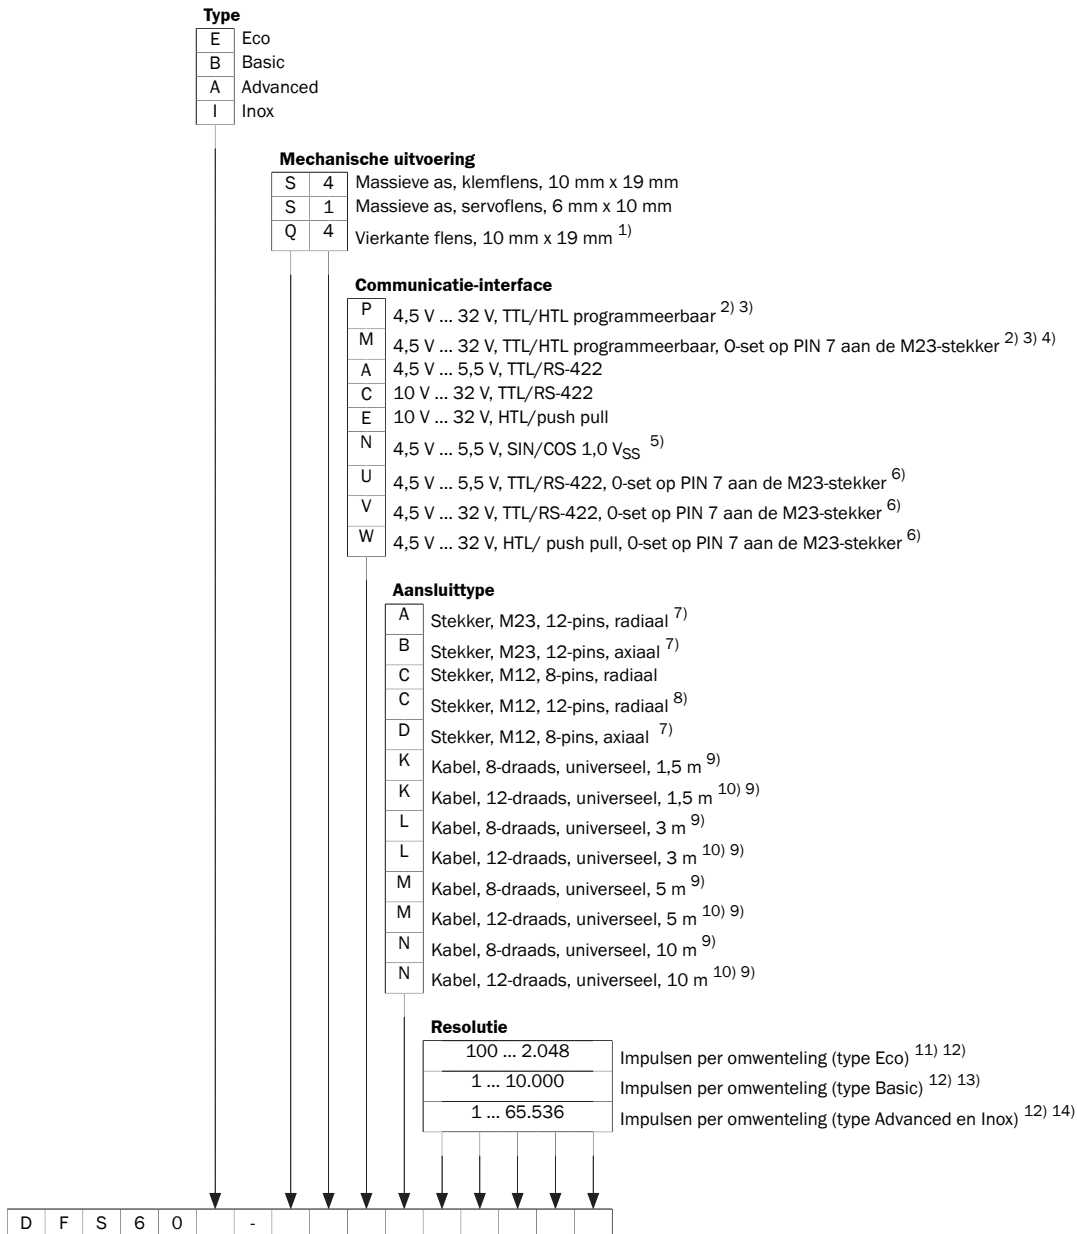 Type
E Eco
B Basic
A Advanced
I Inox
Mechanische uitvoering
S 4 Massieve as, klemflens, 10 mm x 19 mm
S 1 Massieve as, servoflens, 6 mm x 10 mm
Q 4 Vierkante flens, 10 mm x 19 mm 1)
Communicatie-interface
P 4,5 V ... 32 V, TTL/HTL programmeerbaar 2) 3)
M 4,5 V ... 32 V, TTL/HTL programmeerbaar, 0-set op PIN 7 aan de M23-stekker 2) 3) 4)
A 4,5 V ... 5,5 V, TTL/RS-422
C 10 V ... 32 V, TTL/RS-422
E 10 V ... 32 V, HTL/push pull
N 4,5 V ... 5,5 V, SIN/COS 1,0 VSS 5)
U 4,5 V ... 5,5 V, TTL/RS-422, 0-set op PIN 7 aan de M23-stekker 6)
V 4,5 V ... 32 V, TTL/RS-422, 0-set op PIN 7 aan de M23-stekker 6)
W 4,5 V ... 32 V, HTL/ push pull, 0-set op PIN 7 aan de M23-stekker 6)
Aansluittype
A Stekker, M23, 12-pins, radiaal 7)
B Stekker, M23, 12-pins, axiaal 7)
C Stekker, M12, 8-pins, radiaal
C Stekker, M12, 12-pins, radiaal 8)
D Stekker, M12, 8-pins, axiaal 7)
K Kabel, 8-draads, universeel, 1,5 m 9)
K Kabel, 12-draads, universeel, 1,5 m 10) 9)
L Kabel, 8-draads, universeel, 3 m 9)
L Kabel, 12-draads, universeel, 3 m 10) 9)
M Kabel, 8-draads, universeel, 5 m 9)
M Kabel, 12-draads, universeel, 5 m 10) 9)
N Kabel, 8-draads, universeel, 10 m 9)
N Kabel, 12-draads, universeel, 10 m 10) 9)
Resolutie
100 ... 2.048 Impulsen per omwenteling (type Eco) 11) 12)
1 ... 10.000 Impulsen per omwenteling (type Basic) 12) 13)
1 ... 65.536 Impulsen per omwenteling (type Advanced en Inox) 12) 14)
D F S 6 0 -